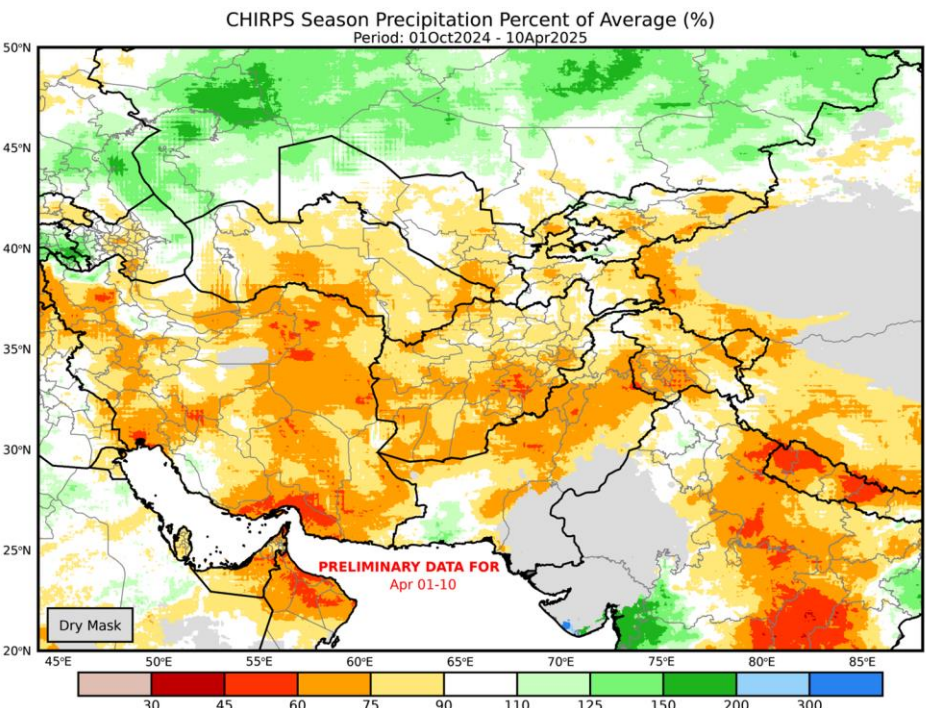 CHIRPS Season Precipitation Percent of Average (%)
Period: 01Oct2024 - 10Apr2025
50°N
45°N
40°N
35°N
30°N
25°N
20°N
PRELIMINARY DATA FOR
Apr 01-10
Dry Mask
45°E 50°E 55°E 60°E 65°E 70°E 75°E 80°E 85°E
30 45 60 75 90 110 125 150 200 300